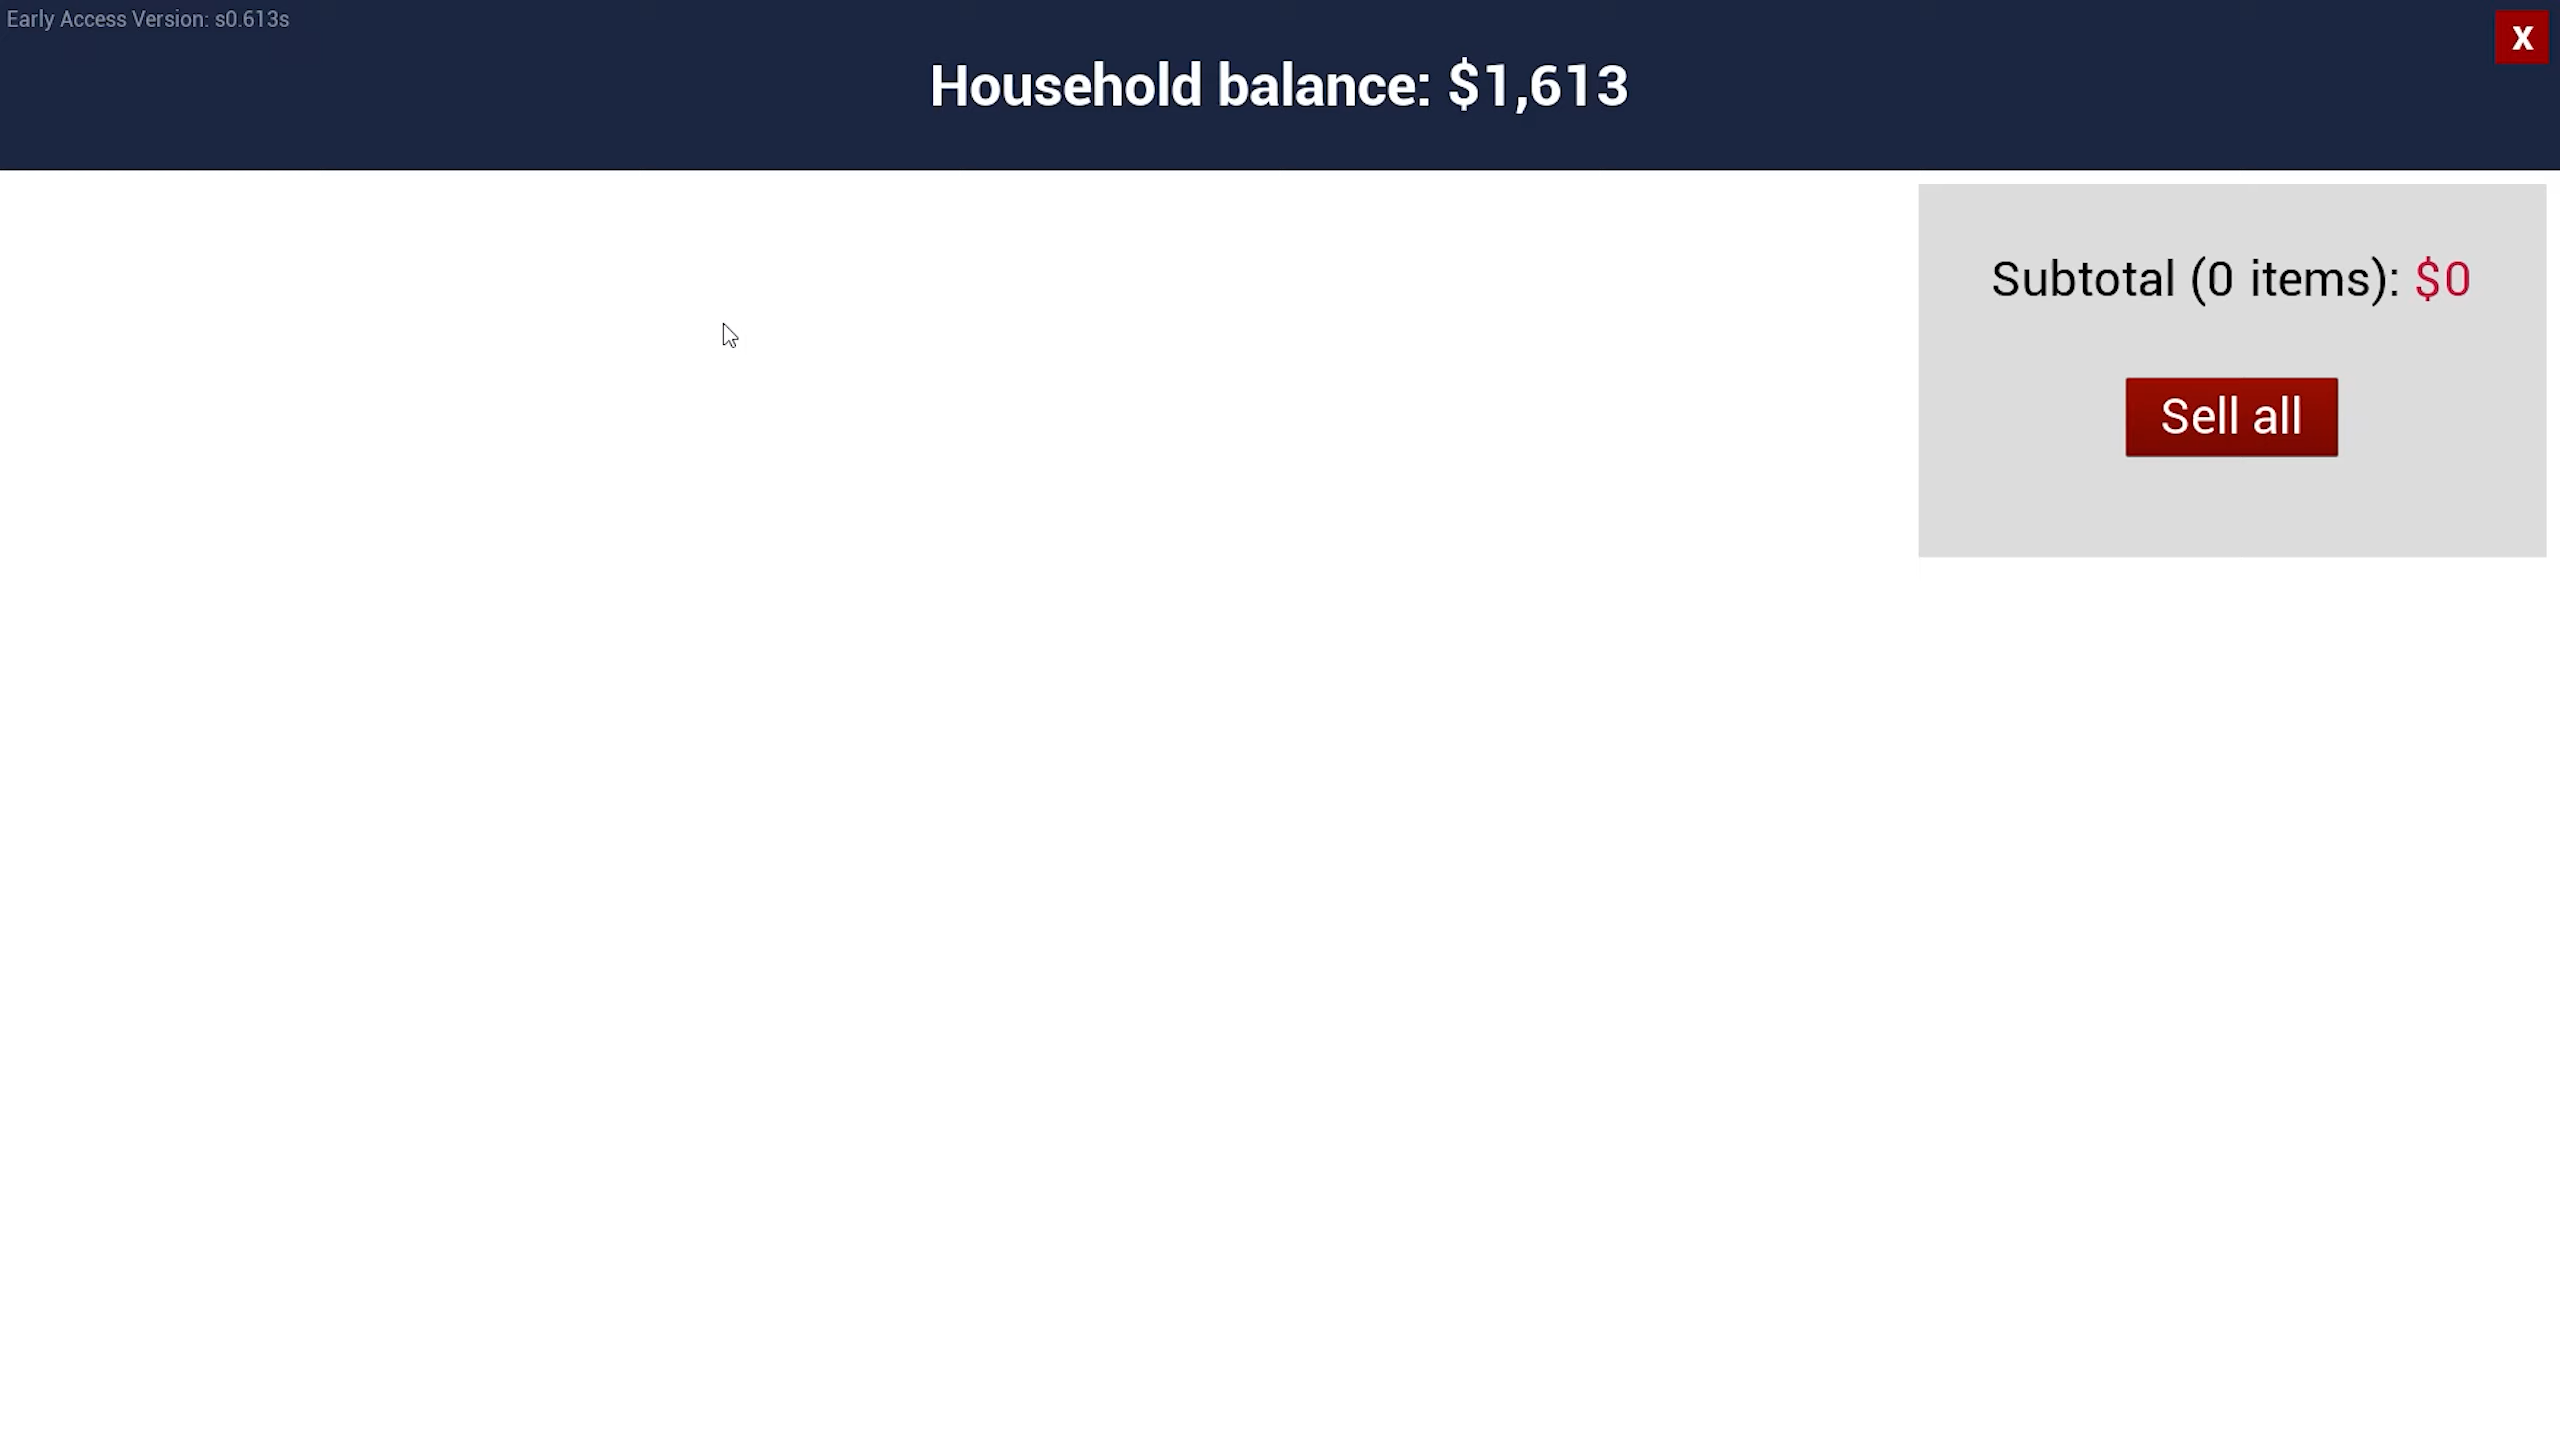 Early Access Version: s0.613s
X
Household balance: $1,613
Subtotal (0 items): $0
Sell all